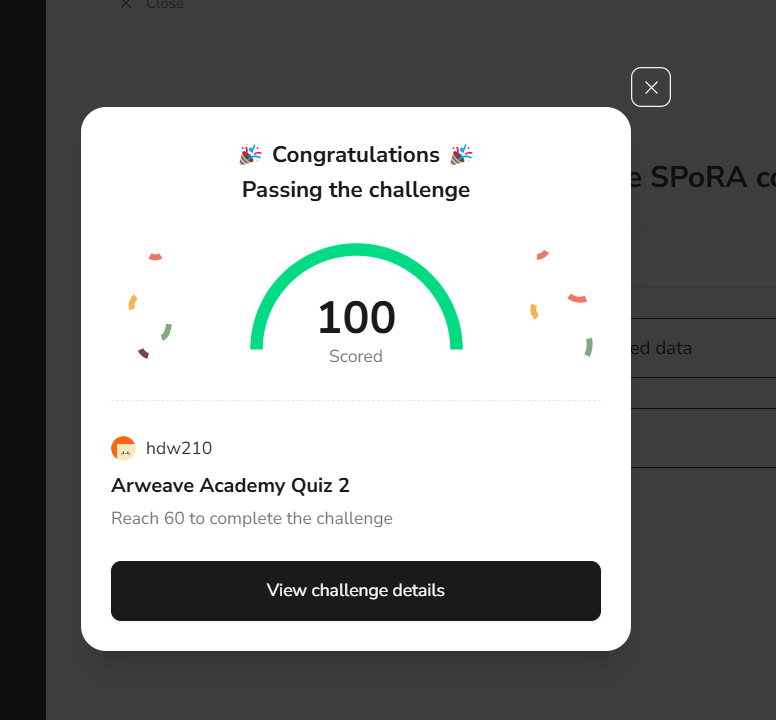 Close
Congratulations
Passing the challenge
e SPoRA co
100
Scored
ed data
hdw210
Arweave Academy Quiz 2
Reach 60 to complete the challenge
View challenge details